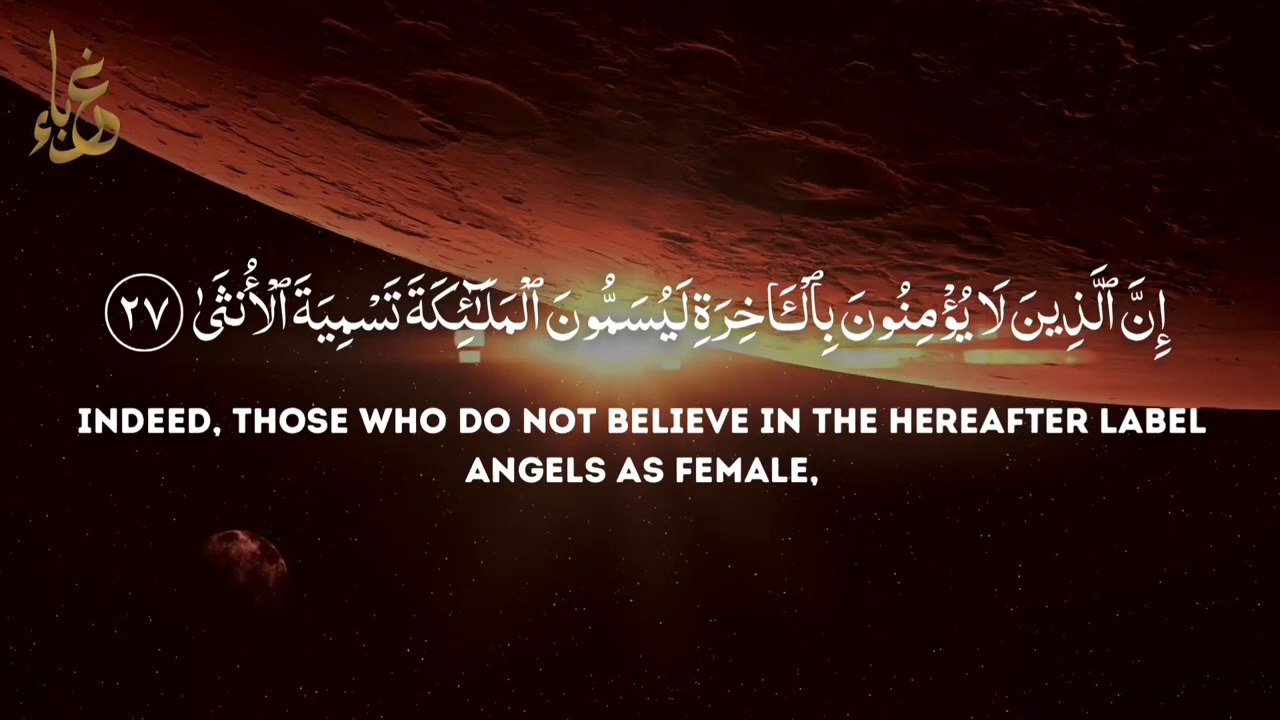 غرباء
إِنَّ ٱلَّذِينَ لَا يُؤْمِنُونَ بِٱلْـَٔاخِرَةِ لَيُسَمُّونَ ٱلْمَلَـٰٓئِكَةَ تَسْمِيَةَ ٱلْأُنثَىٰ ٢٧
INDEED, THOSE WHO DO NOT BELIEVE IN THE HEREAFTER LABEL
ANGELS AS FEMALE,